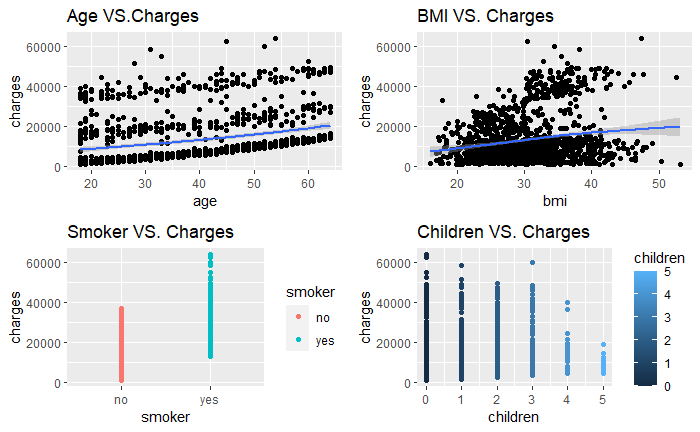 Age VS.Charges
60000
40000
20000
0
charges
20
30
40
50
60
age
BMI VS. Charges
60000
40000
20000
0
charges
20
30
40
50
bmi
Smoker VS. Charges
60000
40000
20000
0
charges
no
yes
smoker
smoker
no
yes
Children VS. Charges
60000
40000
20000
0
charges
0
1
2
3
4
5
children
children
5
4
3
2
1
0